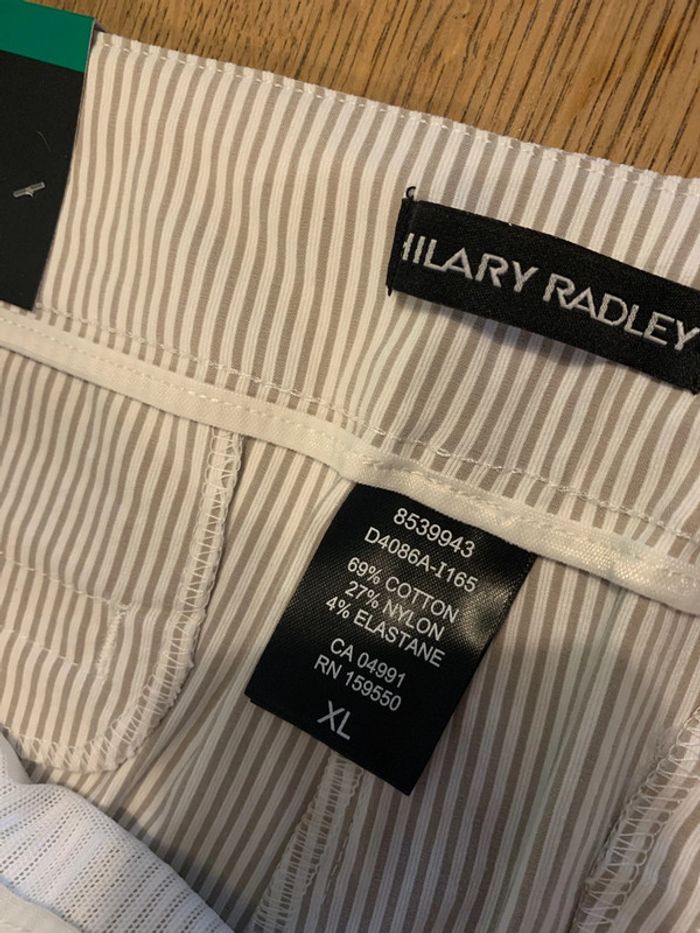 HILARY RADLEY
8539943
D4086A-I165
69% COTTON
27% NYLON
4% ELASTANE
CA 04991
RN 159550
XL